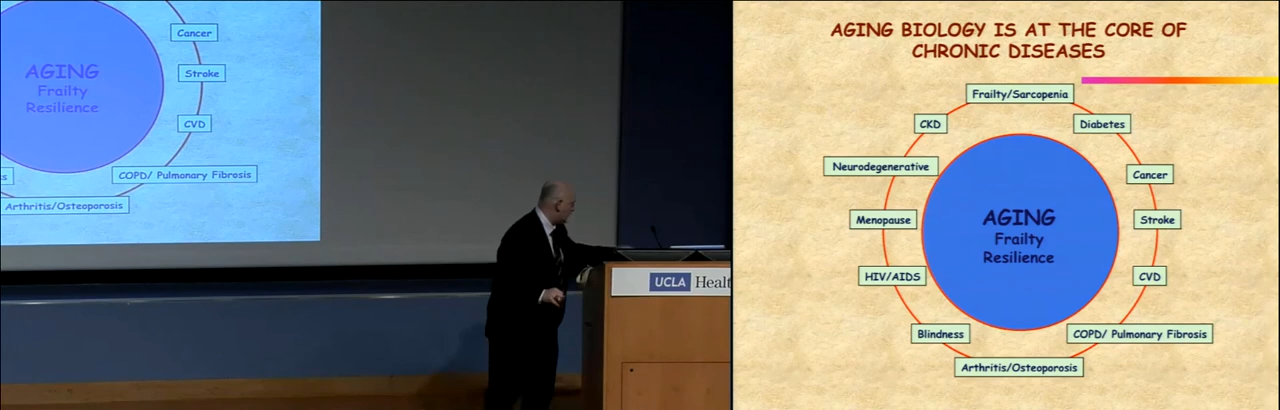 Cancer
AGING
Stroke
Frailty
Resilience
CVD
COPD/ Pulmonary Fibrosis
s
Arthritis/Osteoporosis
UCLA Healt
AGING BIOLOGY IS AT THE CORE OF
CHRONIC DISEASES
Frailty/Sarcopenia
CKD
Diabetes
Neurodegenerative
Cancer
Menopause
AGING
Stroke
Frailty
Resilience
HIV/AIDS
CVD
Blindness
COPD/ Pulmonary Fibrosis
Arthritis/Osteoporosis